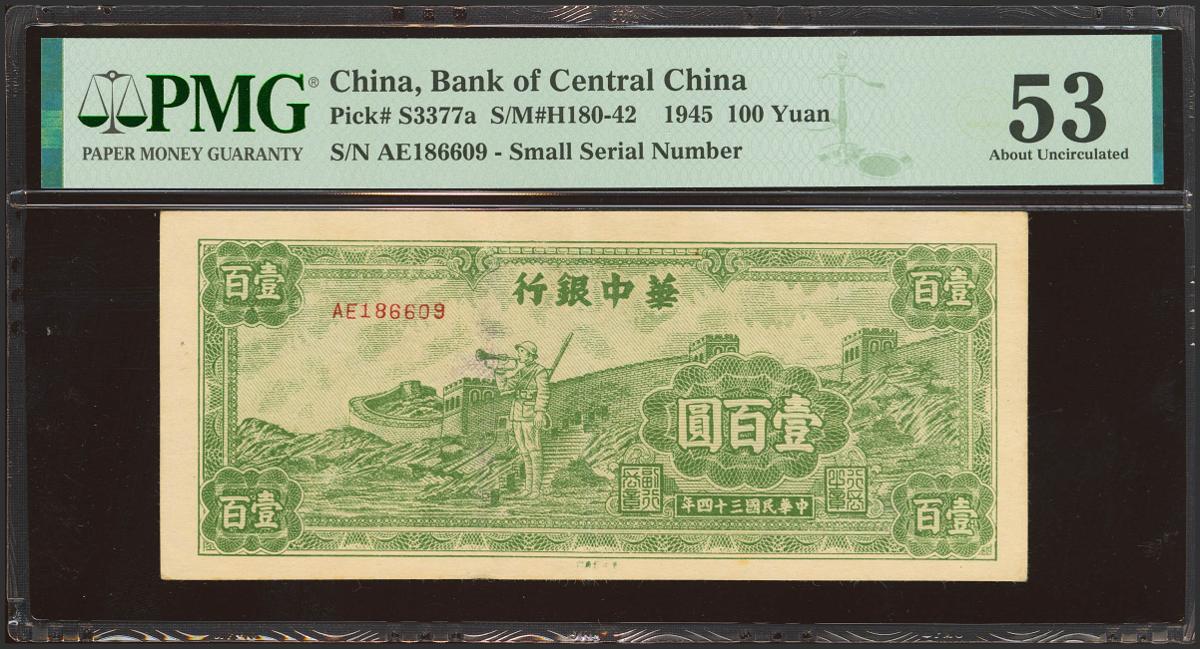 PMG®
PAPER MONEY GUARANTY
China, Bank of Central China
Pick# S3377a S/M#H180-42 1945 100 Yuan
S/N AE186609 - Small Serial Number
53
About Uncirculated
華中銀行
壹百
壹百
AE186609
壹百圓
中華民國三十四年
壹百
壹百